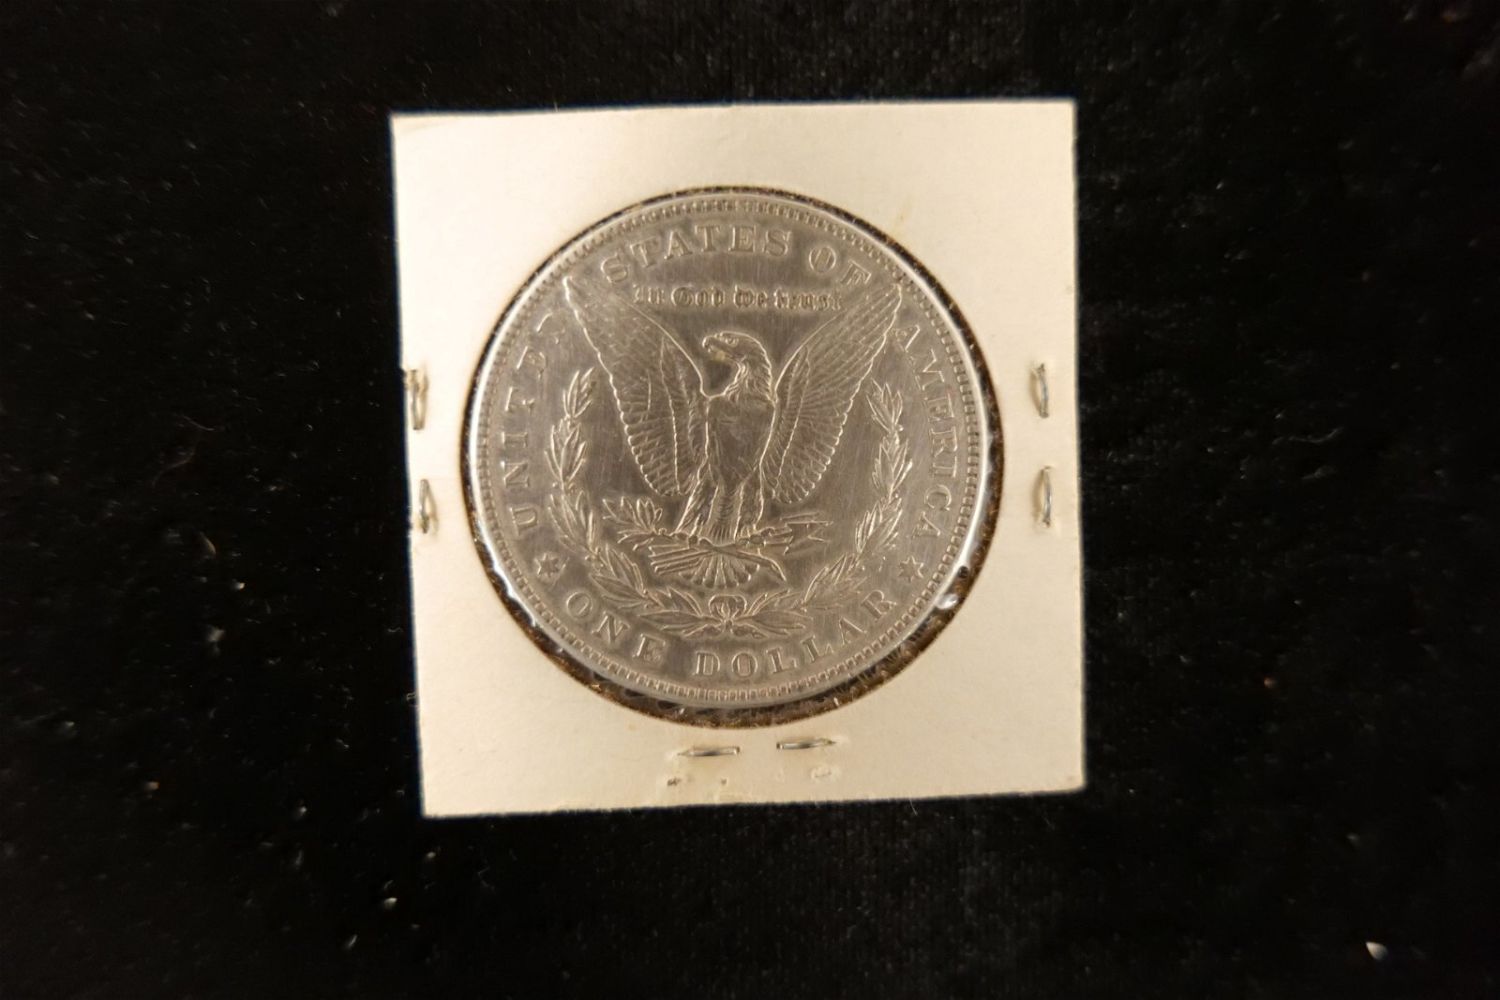 UNITED STATES OF AMERICA
In God we trust
ONE DOLLAR